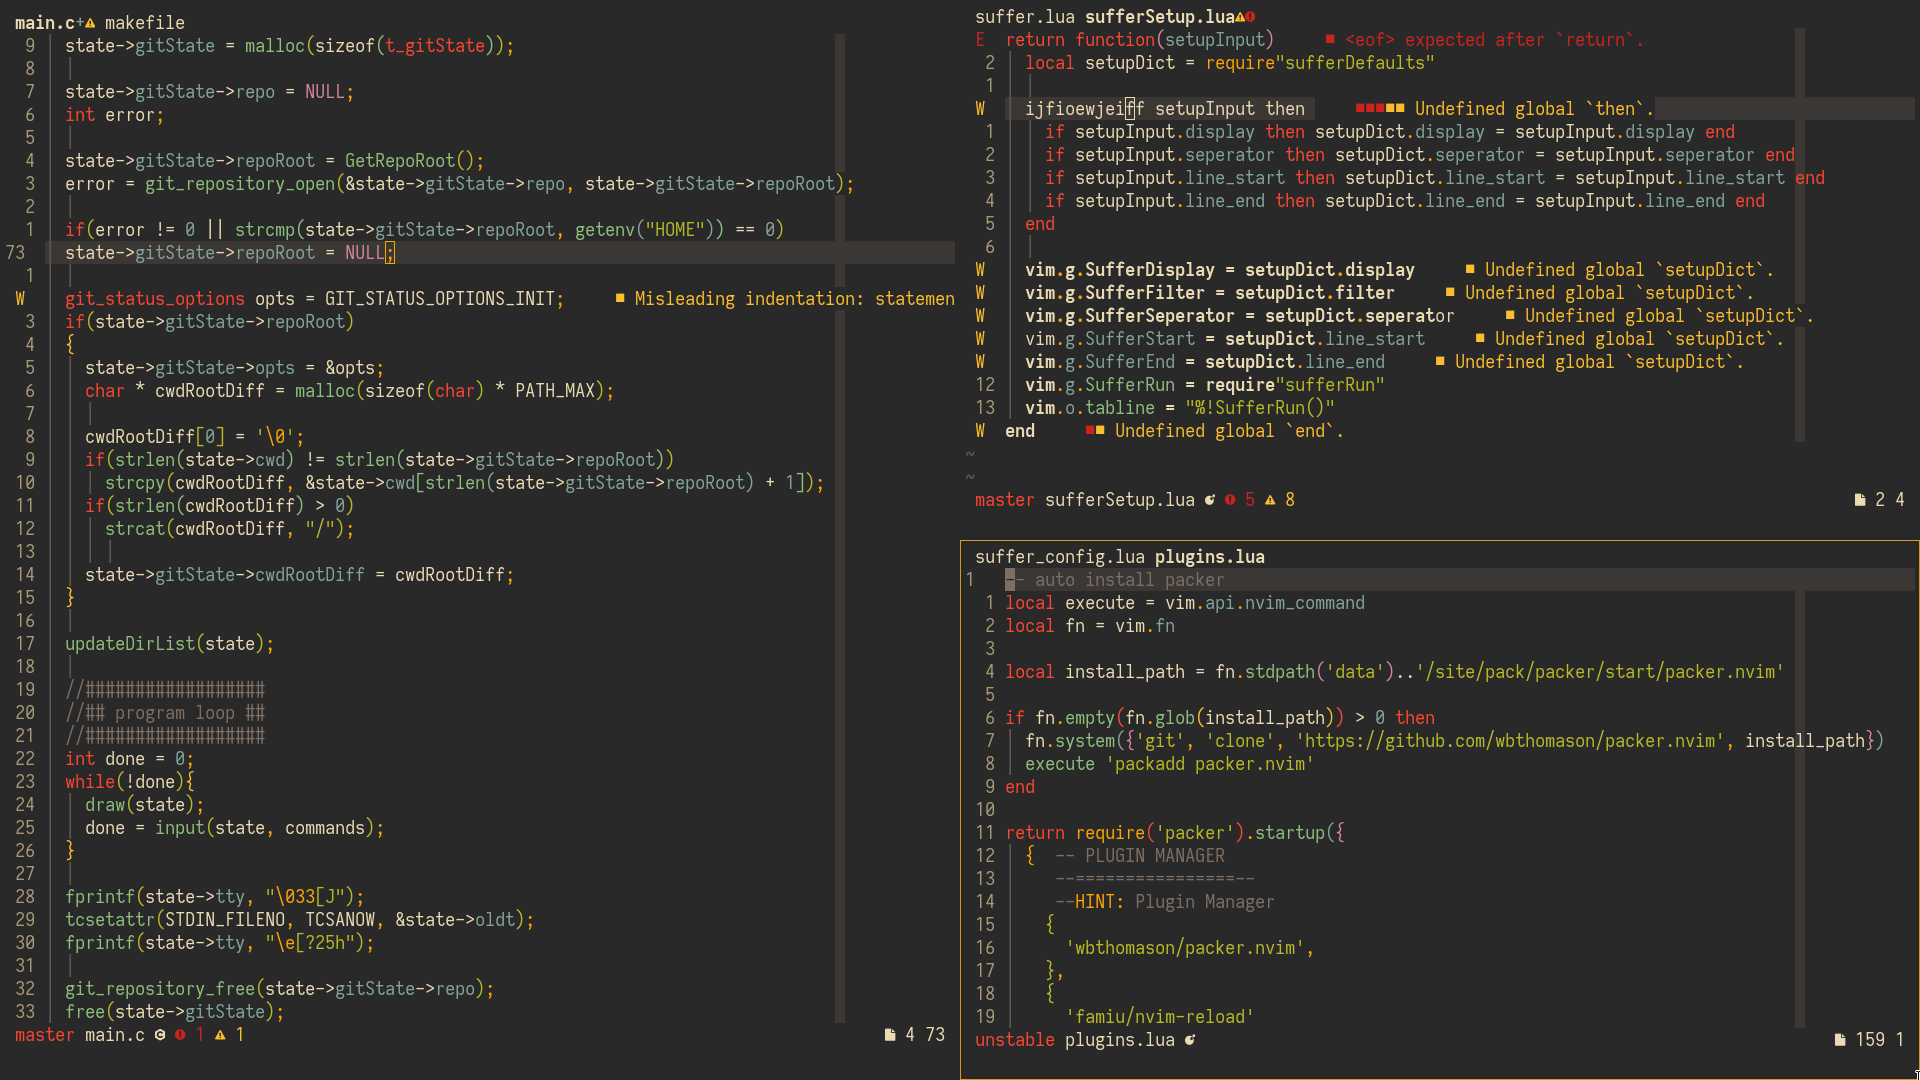 main.c+ makefile
9 state->gitState = malloc(sizeof(t_gitState));
8
7 state->gitState->repo = NULL;
6 int error;
5
4 state->gitState->repoRoot = GetRepoRoot();
3 error = git_repository_open(&state->gitState->repo, state->gitState->repoRoot);
2
1 if(error != 0 || strcmp(state->gitState->repoRoot, getenv("HOME")) == 0)
73 state->gitState->repoRoot = NULL;
1
W git_status_options opts = GIT_STATUS_OPTIONS_INIT; ■ Misleading indentation: statemen
3 if(state->gitState->repoRoot)
4 {
5 state->gitState->opts = &opts;
6 char * cwdRootDiff = malloc(sizeof(char) * PATH_MAX);
7
8 cwdRootDiff[0] = '\0';
9 if(strlen(state->cwd) != strlen(state->gitState->repoRoot))
10 strcpy(cwdRootDiff, &state->cwd[strlen(state->gitState->repoRoot) + 1]);
11 if(strlen(cwdRootDiff) > 0)
12 strcat(cwdRootDiff, "/");
13
14 state->gitState->cwdRootDiff = cwdRootDiff;
15 }
16
17 updateDirList(state);
18
19 //##################
20 //## program loop ##
21 //##################
22 int done = 0;
23 while(!done){
24 draw(state);
25 done = input(state, commands);
26 }
27
28 fprintf(state->tty, "\033[J");
29 tcsetattr(STDIN_FILENO, TCSANOW, &state->oldt);
30 fprintf(state->tty, "\e[?25h");
31
32 git_repository_free(state->gitState->repo);
33 free(state->gitState);
master main.c 1 1 4 73
suffer.lua sufferSetup.lua
E return function(setupInput) ■ <eof> expected after `return`.
2 local setupDict = require"sufferDefaults"
1
W ijfioewjeiff setupInput then ■■■■■ Undefined global `then`.
1 if setupInput.display then setupDict.display = setupInput.display end
2 if setupInput.seperator then setupDict.seperator = setupInput.seperator end
3 if setupInput.line_start then setupDict.line_start = setupInput.line_start end
4 if setupInput.line_end then setupDict.line_end = setupInput.line_end end
5 end
6
W vim.g.SufferDisplay = setupDict.display ■ Undefined global `setupDict`.
W vim.g.SufferFilter = setupDict.filter ■ Undefined global `setupDict`.
W vim.g.SufferSeperator = setupDict.seperator ■ Undefined global `setupDict`.
W vim.g.SufferStart = setupDict.line_start ■ Undefined global `setupDict`.
W vim.g.SufferEnd = setupDict.line_end ■ Undefined global `setupDict`.
12 vim.g.SufferRun = require"sufferRun"
13 vim.o.tabline = "%!SufferRun()"
W end ■■ Undefined global `end`.
~
~
master sufferSetup.lua 5 8 2 4
suffer_config.lua plugins.lua
1 -- auto install packer
1 local execute = vim.api.nvim_command
2 local fn = vim.fn
3
4 local install_path = fn.stdpath('data')..'/site/pack/packer/start/packer.nvim'
5
6 if fn.empty(fn.glob(install_path)) > 0 then
7 fn.system({'git', 'clone', 'https://github.com/wbthomason/packer.nvim', install_path})
8 execute 'packadd packer.nvim'
9 end
10
11 return require('packer').startup({
12 { -- PLUGIN MANAGER
13 --================--
14 --HINT: Plugin Manager
15 {
16 'wbthomason/packer.nvim',
17 },
18 {
19 'famiu/nvim-reload'
unstable plugins.lua 159 1